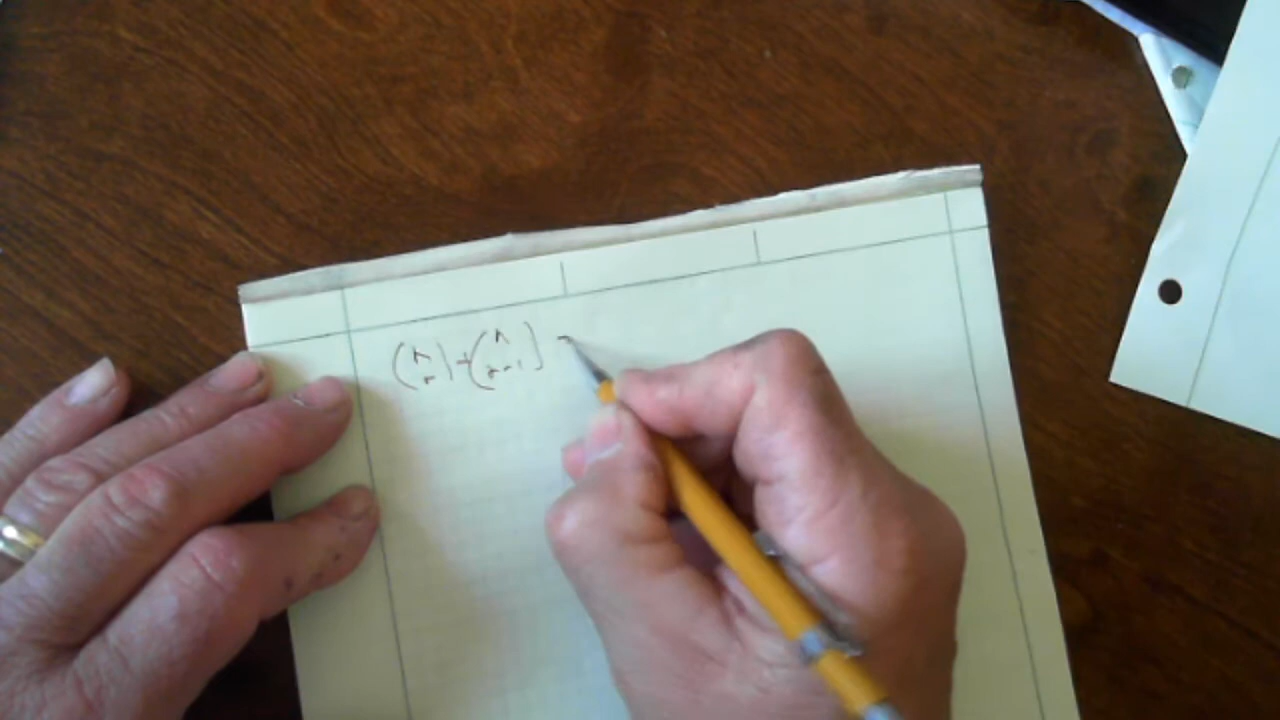 (n r) + (n r-1) =